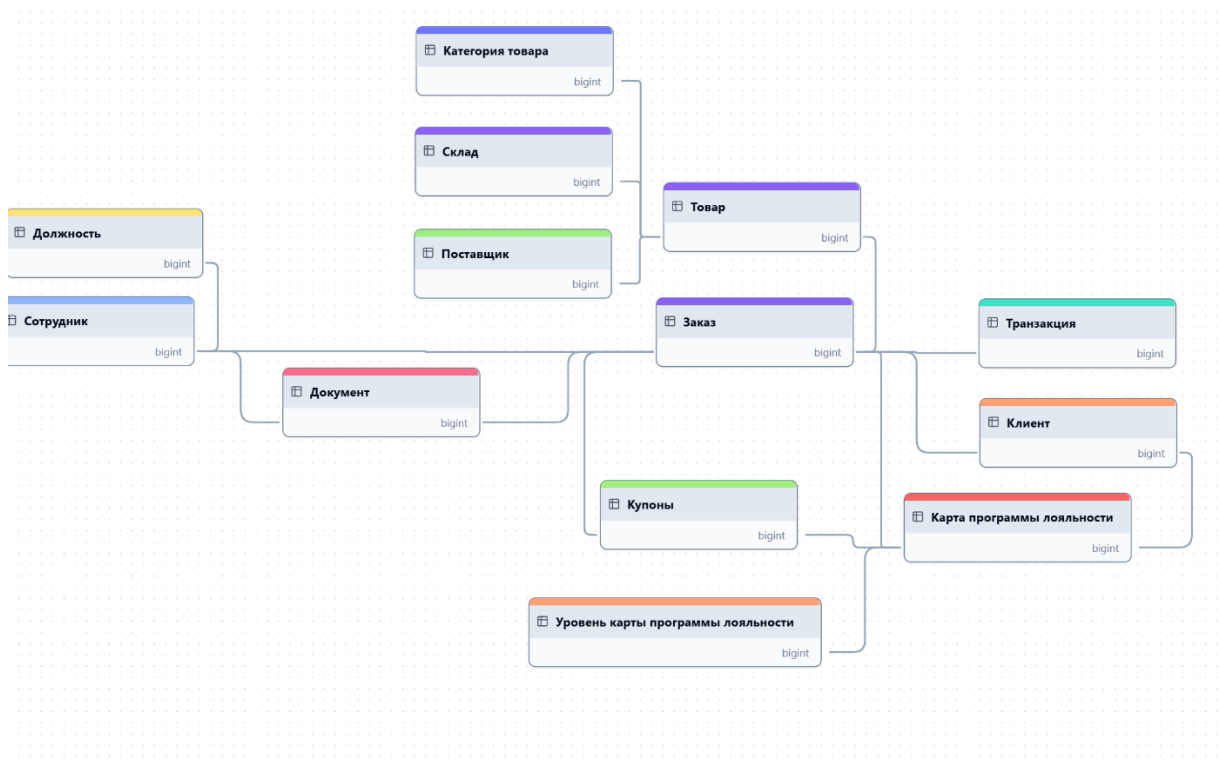 Категория товара
bigint
Склад
bigint
Товар
bigint
Должность
bigint
Поставщик
bigint
Сотрудник
bigint
Заказ
bigint
Транзакция
bigint
Документ
bigint
Клиент
bigint
Купоны
bigint
Карта программы лояльности
bigint
Уровень карты программы лояльности
bigint